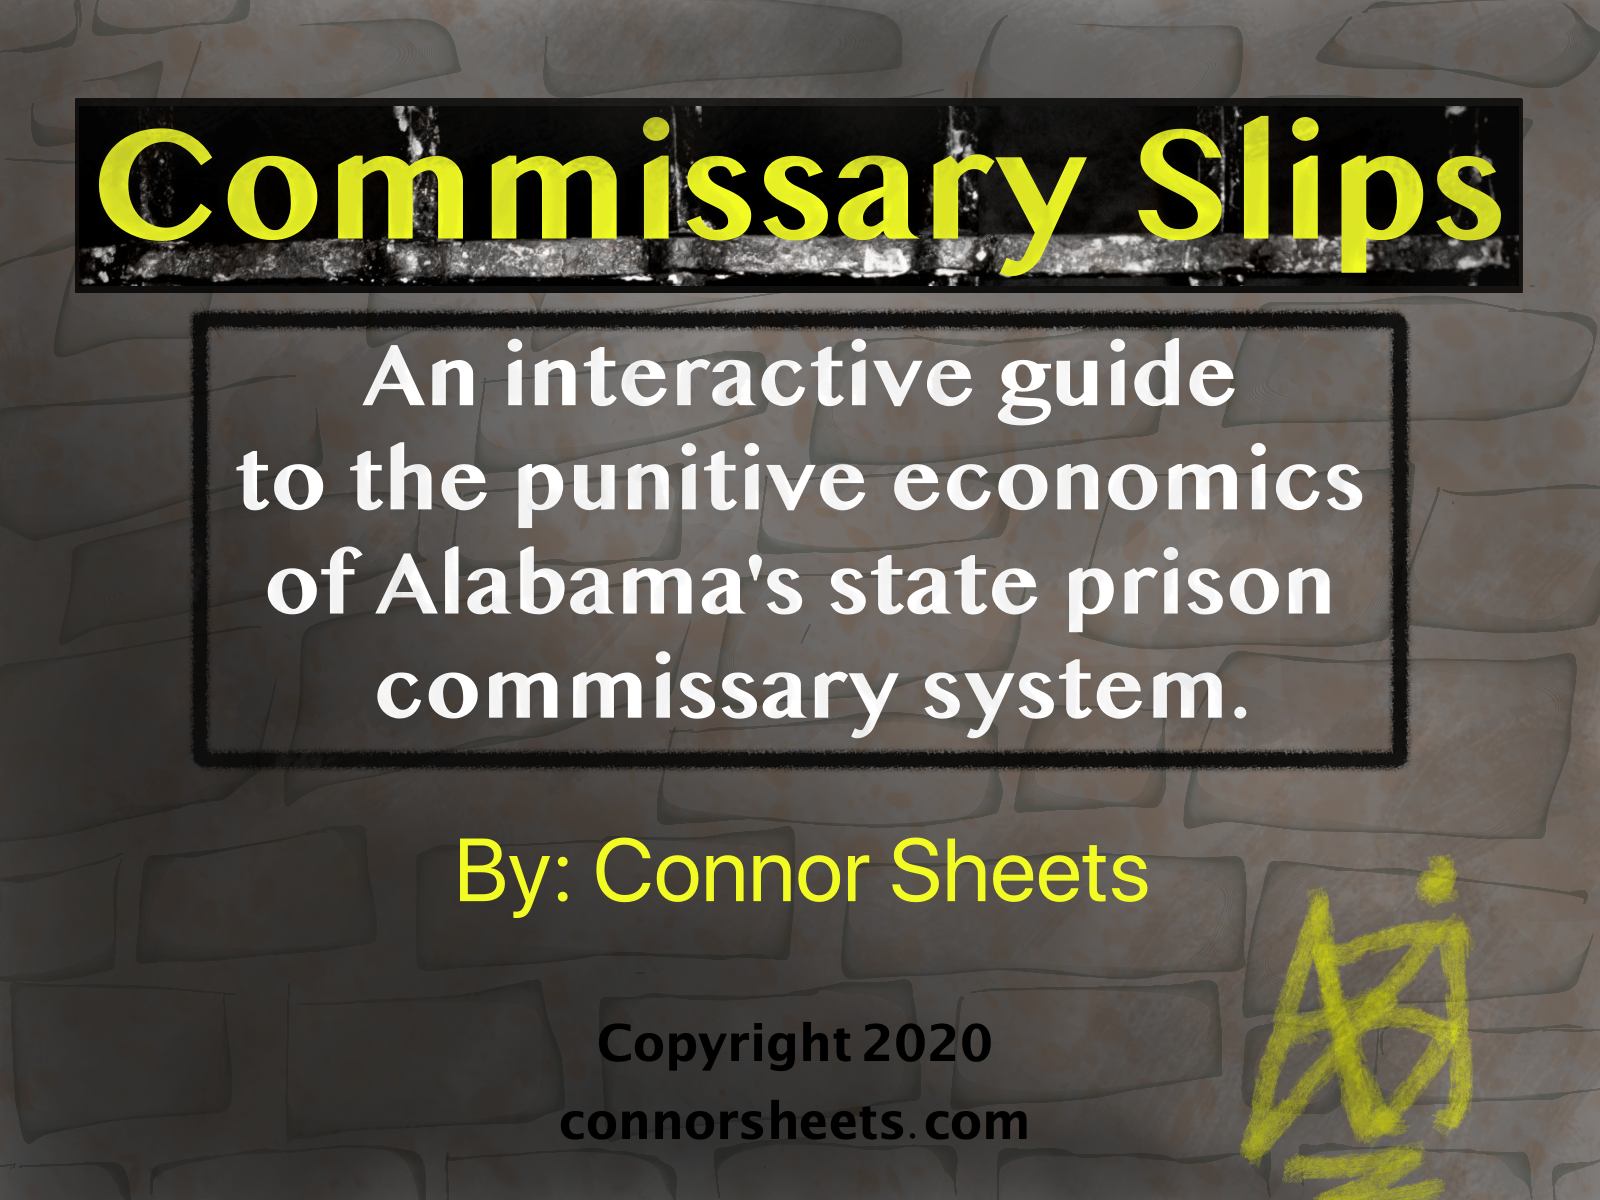 Commissary Slips
An interactive guide
to the punitive economics
of Alabama's state prison
commissary system.
By: Connor Sheets
Copyright 2020
connorsheets.com